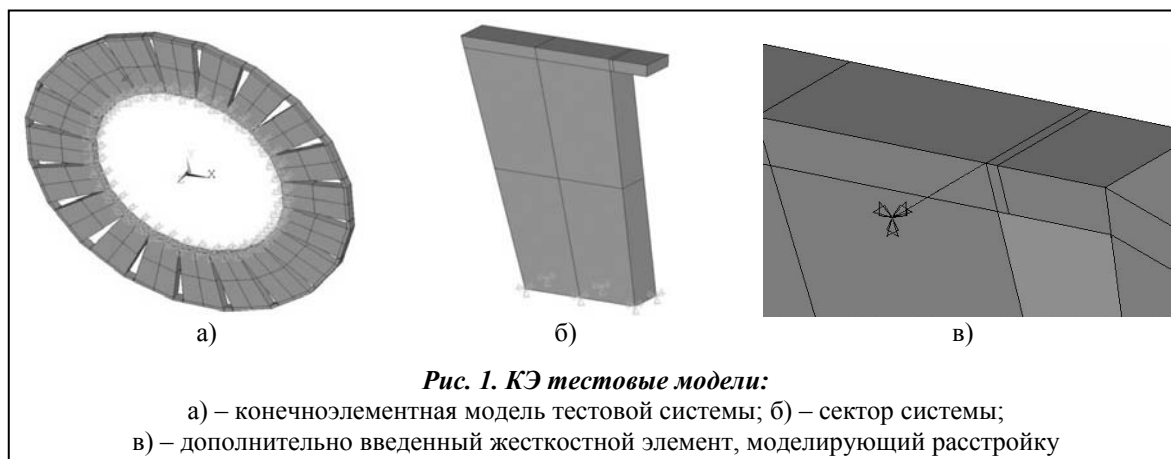 X
а)
б)
в)
Рис. 1. КЭ тестовые модели:
а) – конечноэлементная модель тестовой системы; б) – сектор системы;
в) – дополнительно введенный жесткостной элемент, моделирующий расстройку